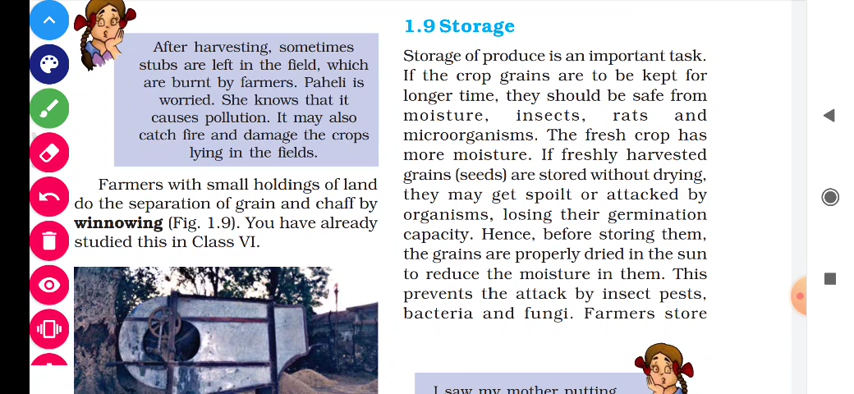 After harvesting, sometimes
stubs are left in the field, which
are burnt by farmers. Paheli is
worried. She knows that it
causes pollution. It may also
catch fire and damage the crops
lying in the fields.
Farmers with small holdings of land
do the separation of grain and chaff by
winnowing (Fig. 1.9). You have already
studied this in Class VI.
1.9 Storage
Storage of produce is an important task.
If the crop grains are to be kept for
longer time, they should be safe from
moisture, insects, rats and
microorganisms. The fresh crop has
more moisture. If freshly harvested
grains (seeds) are stored without drying,
they may get spoilt or attacked by
organisms, losing their germination
capacity. Hence, before storing them,
the grains are properly dried in the sun
to reduce the moisture in them. This
prevents the attack by insect pests,
bacteria and fungi. Farmers store
I saw my mother putting